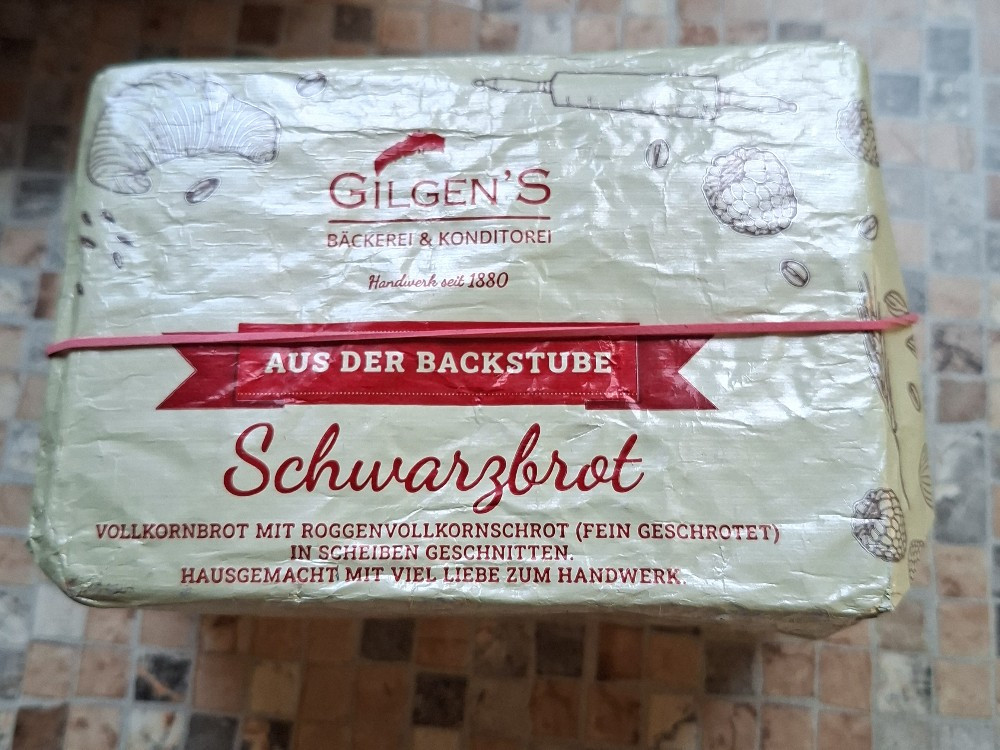 GILGEN'S
BÄCKEREI & KONDITOREI
Handwerk seit 1880
AUS DER BACKSTUBE
Schwarzbrot
VOLLKORNBROT MIT ROGGENVOLLKORNSCHROT (FEIN GESCHROTET)
IN SCHEIBEN GESCHNITTEN.
HAUSGEMACHT MIT VIEL LIEBE ZUM HANDWERK.